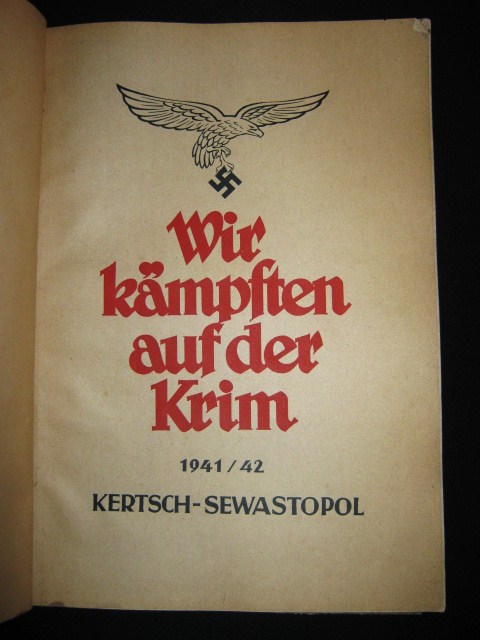 Wir
kämpften
auf der
Krim
1941/42
KERTSCH-SEWASTOPOL